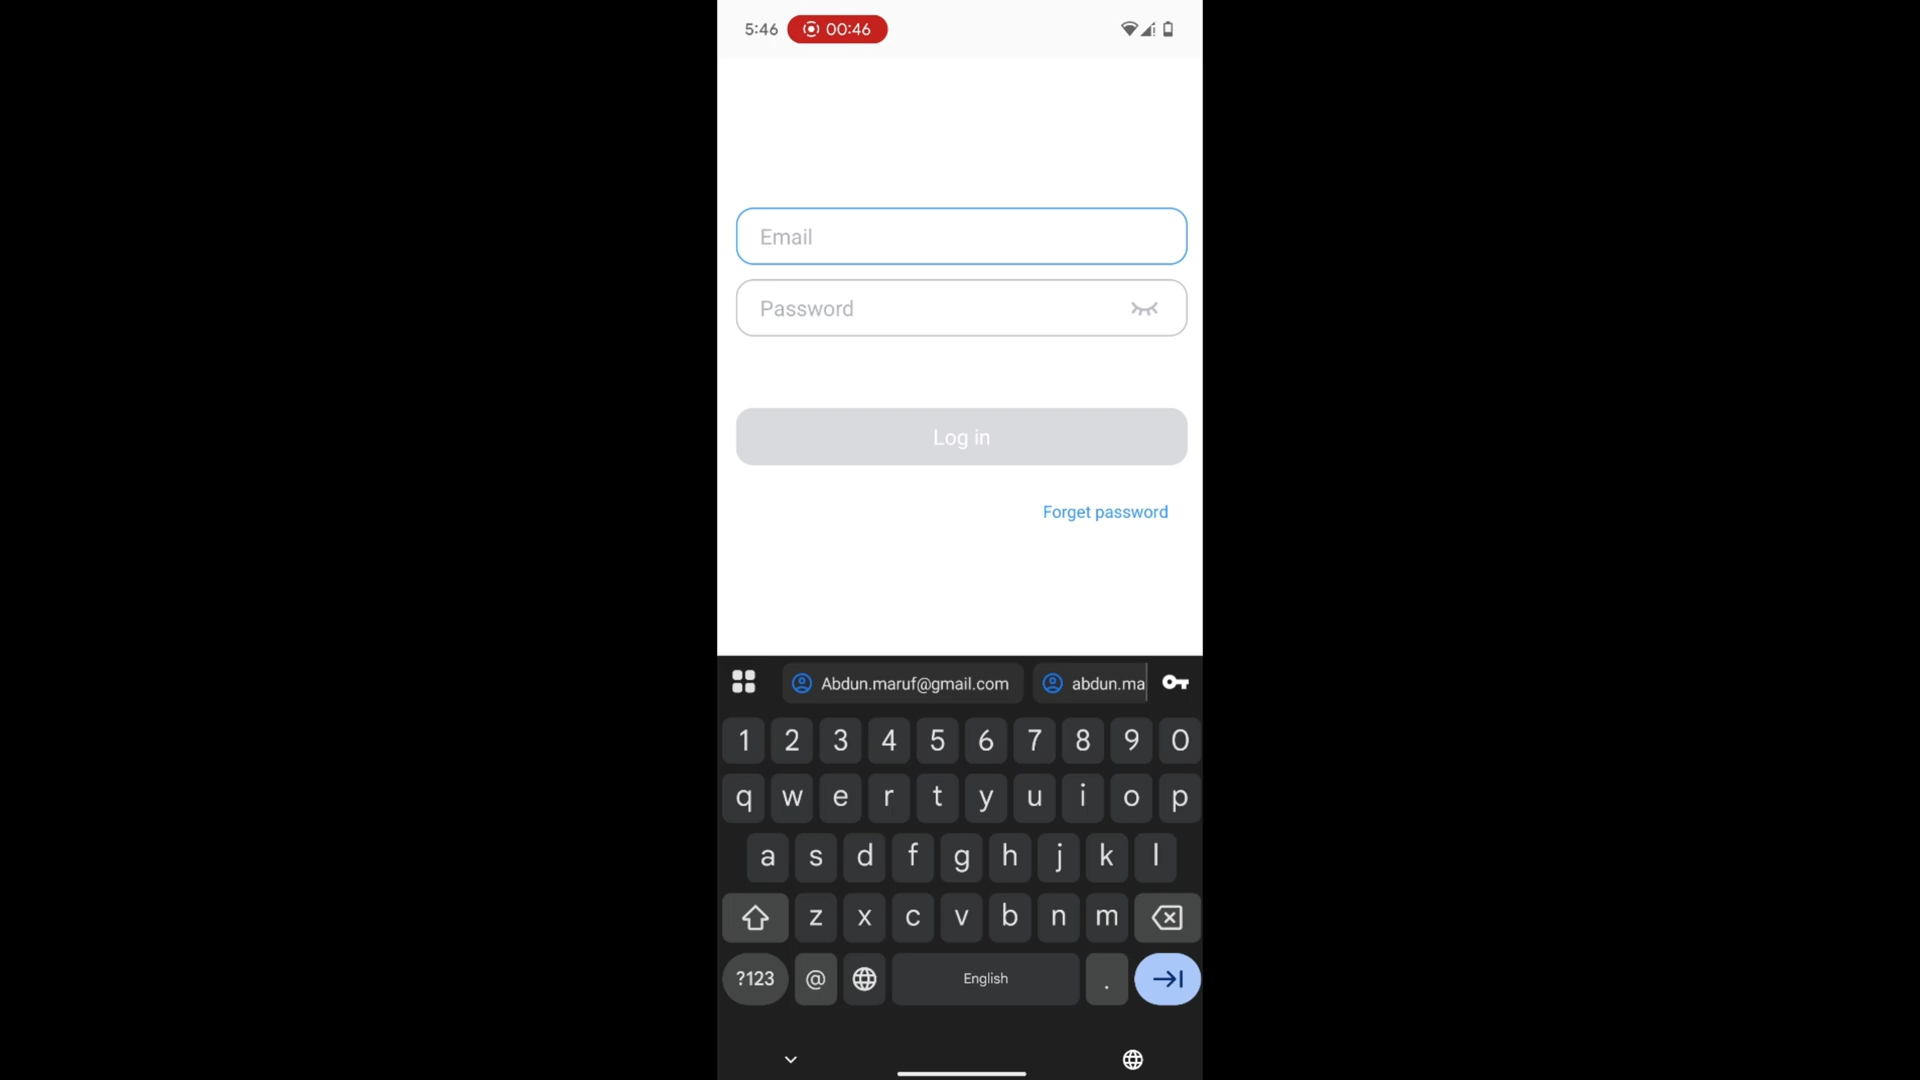 5:46 00:46
Email
Password
Log in
Forget password
Abdun.maruf@gmail.com abdun.ma
1 2 3 4 5 6 7 8 9 0
q w e r t y u i o p
a s d f g h j k l
z x c v b n m
?123 @ English .